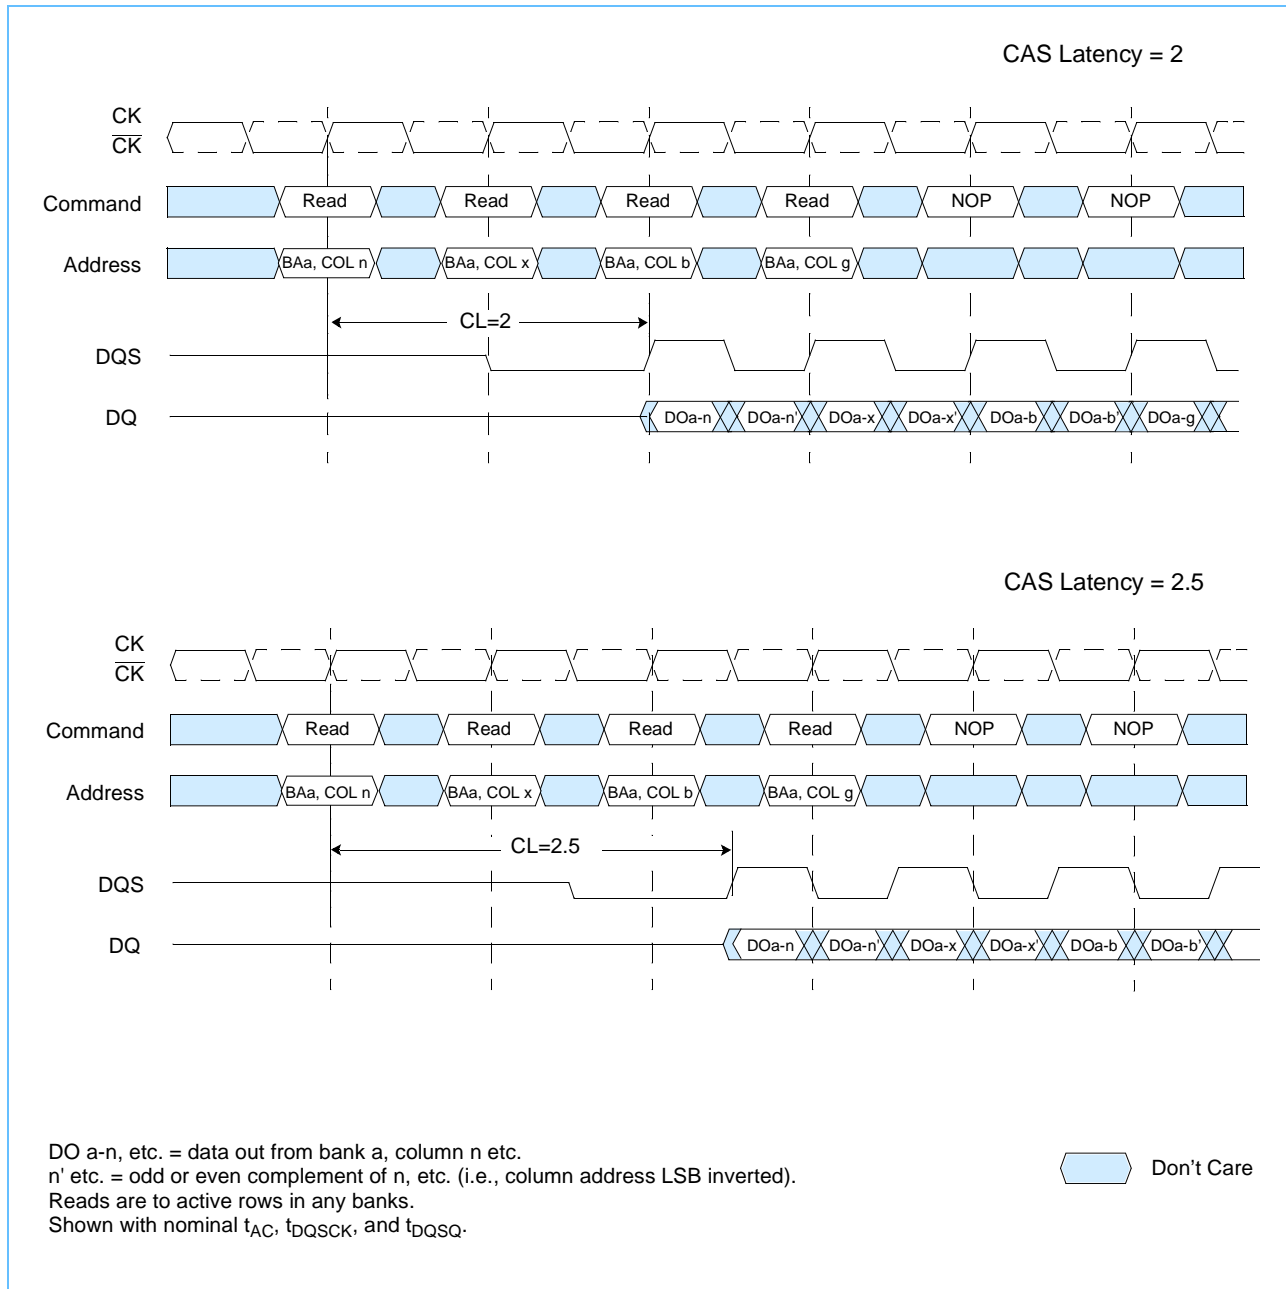 CAS Latency = 2
CK
CK
Command Read Read Read Read NOP NOP
Address BAa, COL n BAa, COL x BAa, COL b BAa, COL g
CL=2
DQS
DQ DOa-n DOa-n' DOa-x DOa-x' DOa-b DOa-b' DOa-g
CAS Latency = 2.5
CK
CK
Command Read Read Read Read NOP NOP
Address BAa, COL n BAa, COL x BAa, COL b BAa, COL g
CL=2.5
DQS
DQ DOa-n DOa-n' DOa-x DOa-x' DOa-b DOa-b'
DO a-n, etc. = data out from bank a, column n etc.
n' etc. = odd or even complement of n, etc. (i.e., column address LSB inverted).
Reads are to active rows in any banks.
Shown with nominal tAC, tDQSCK, and tDQSQ.
Don't Care